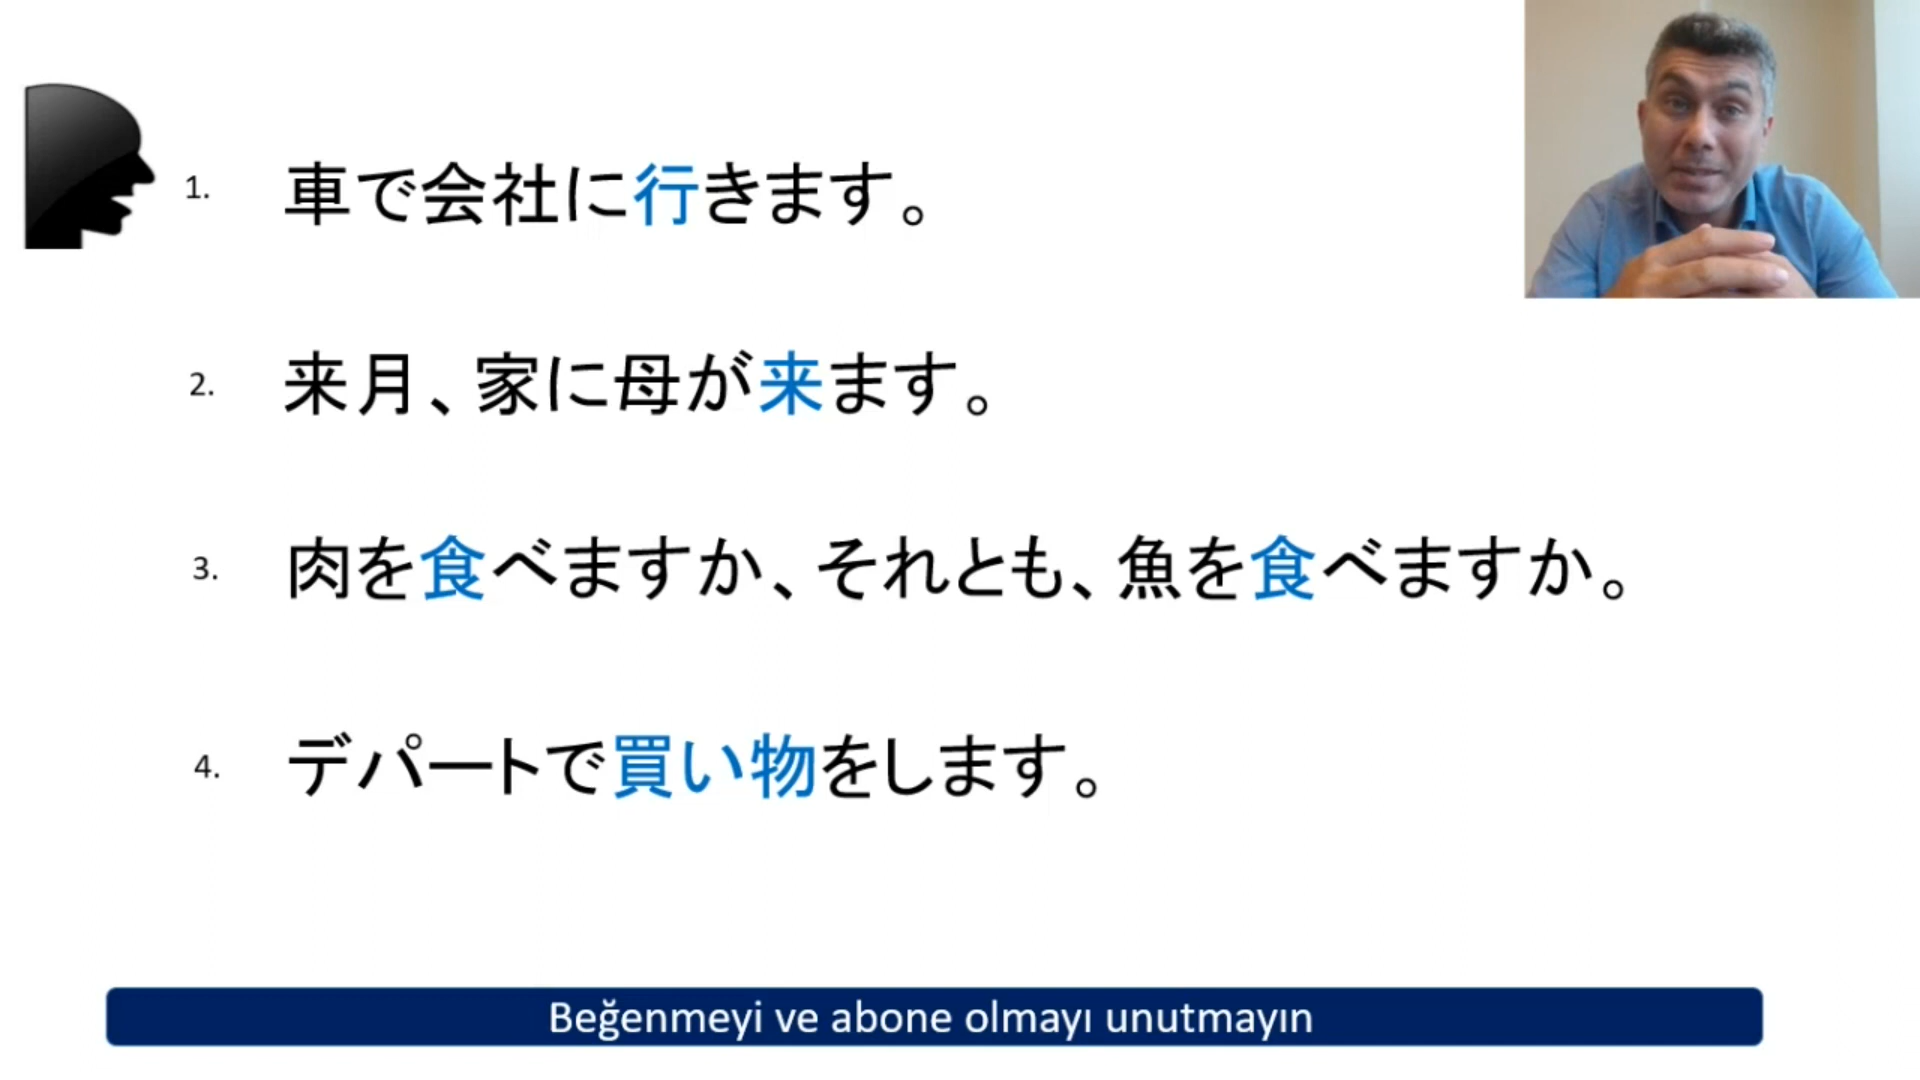 1. 車で会社に行きます。
2. 来月、家に母が来ます。
3. 肉を食べますか、それとも、魚を食べますか。
4. デパートで買い物をします。
Beğenmeyi ve abone olmayı unutmayın